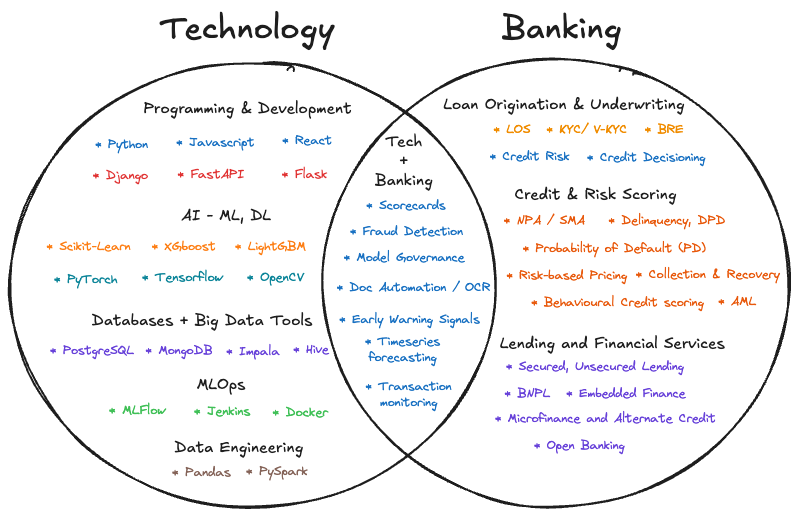 Technology
Banking
Programming & Development
* Python * Javascript * React
* Django * FastAPI * Flask
AI - ML, DL
* Scikit-Learn * XGboost * LightGBM
* PyTorch * Tensorflow * OpenCV
Databases + Big Data Tools
* PostgreSQL * MongoDB * Impala * Hive
MLOps
* MLFlow * Jenkins * Docker
Data Engineering
* Pandas * PySpark
Tech
+
Banking
* Scorecards
* Fraud Detection
* Model Governance
* Doc Automation / OCR
* Early Warning Signals
* Timeseries
forecasting
* Transaction
monitoring
Loan Origination & Underwriting
* LOS * KYC/ V-KYC * BRE
* Credit Risk * Credit Decisioning
Credit & Risk Scoring
* NPA / SMA * Delinquency, DPD
* Probability of Default (PD)
* Risk-based Pricing * Collection & Recovery
* Behavioural Credit scoring * AML
Lending and Financial Services
* Secured, Unsecured Lending
* BNPL * Embedded Finance
* Microfinance and Alternate Credit
* Open Banking